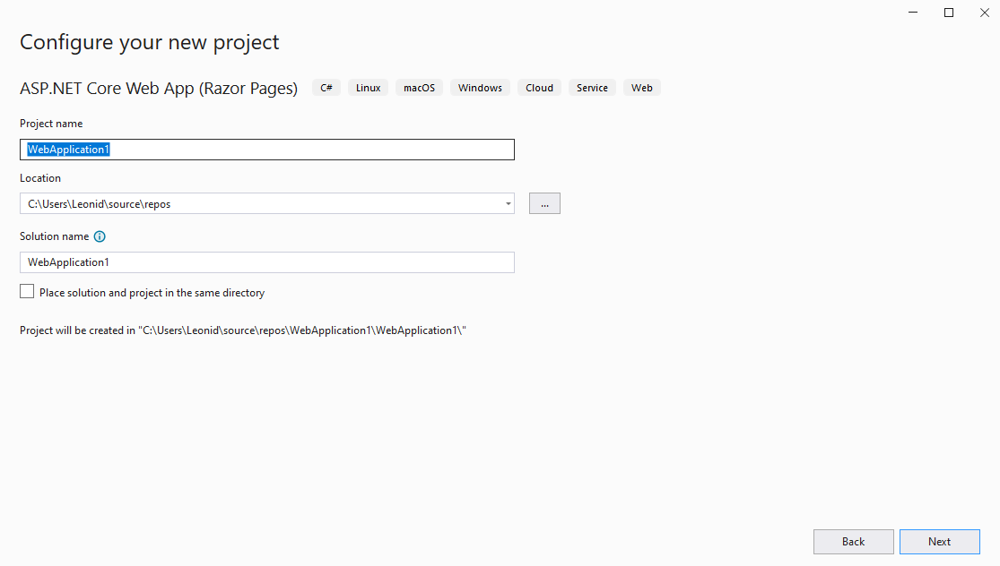 Configure your new project
ASP.NET Core Web App (Razor Pages) C# Linux macOS Windows Cloud Service Web
Project name
WebApplication1
Location
C:\Users\Leonid\source\repos
...
Solution name
WebApplication1
Place solution and project in the same directory
Project will be created in "C:\Users\Leonid\source\repos\WebApplication1\WebApplication1\"
Back Next